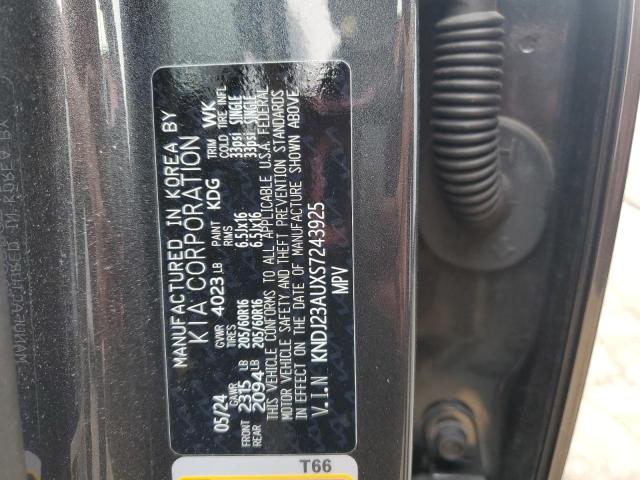 MANUFACTURED IN KOREA BY
KIA CORPORATION
05/24 GVWR 4023 LB PAINT KDG TRIM WK
GAWR TIRES RIMS COLD TIRE INFL
FRONT 2315 LB 205/60R16 6.5Jx16 33psi SINGLE
REAR 2094 LB 205/60R16 6.5Jx16 33psi SINGLE
THIS VEHICLE CONFORMS TO ALL APPLICABLE U.S.A. FEDERAL
MOTOR VEHICLE SAFETY AND THEFT PREVENTION STANDARDS
IN EFFECT ON THE DATE OF MANUFACTURE SHOWN ABOVE
V.I.N KNDJ23AUXS7243925
MPV
T66